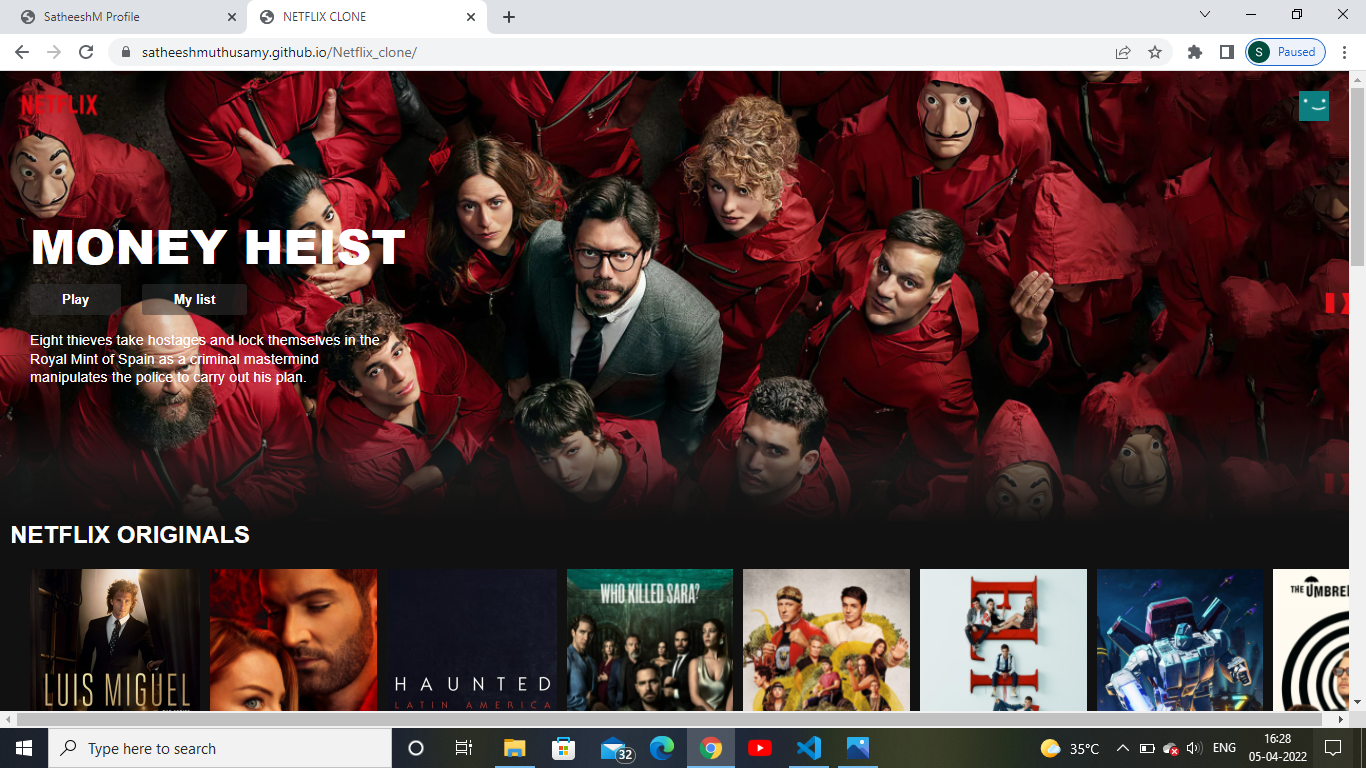 SatheeshM Profile
NETFLIX CLONE
satheeshmuthusamy.github.io/Netflix_clone/
S
Paused
NETFLIX
MONEY HEIST
Play
My list
Eight thieves take hostages and lock themselves in the
Royal Mint of Spain as a criminal mastermind
manipulates the police to carry out his plan.
NETFLIX ORIGINALS
LUIS MIGUEL
HAUNTED
LATIN AMERICA
WHO KILLED SARA?
THE
Type here to search
32
35°C
ENG
16:28
05-04-2022